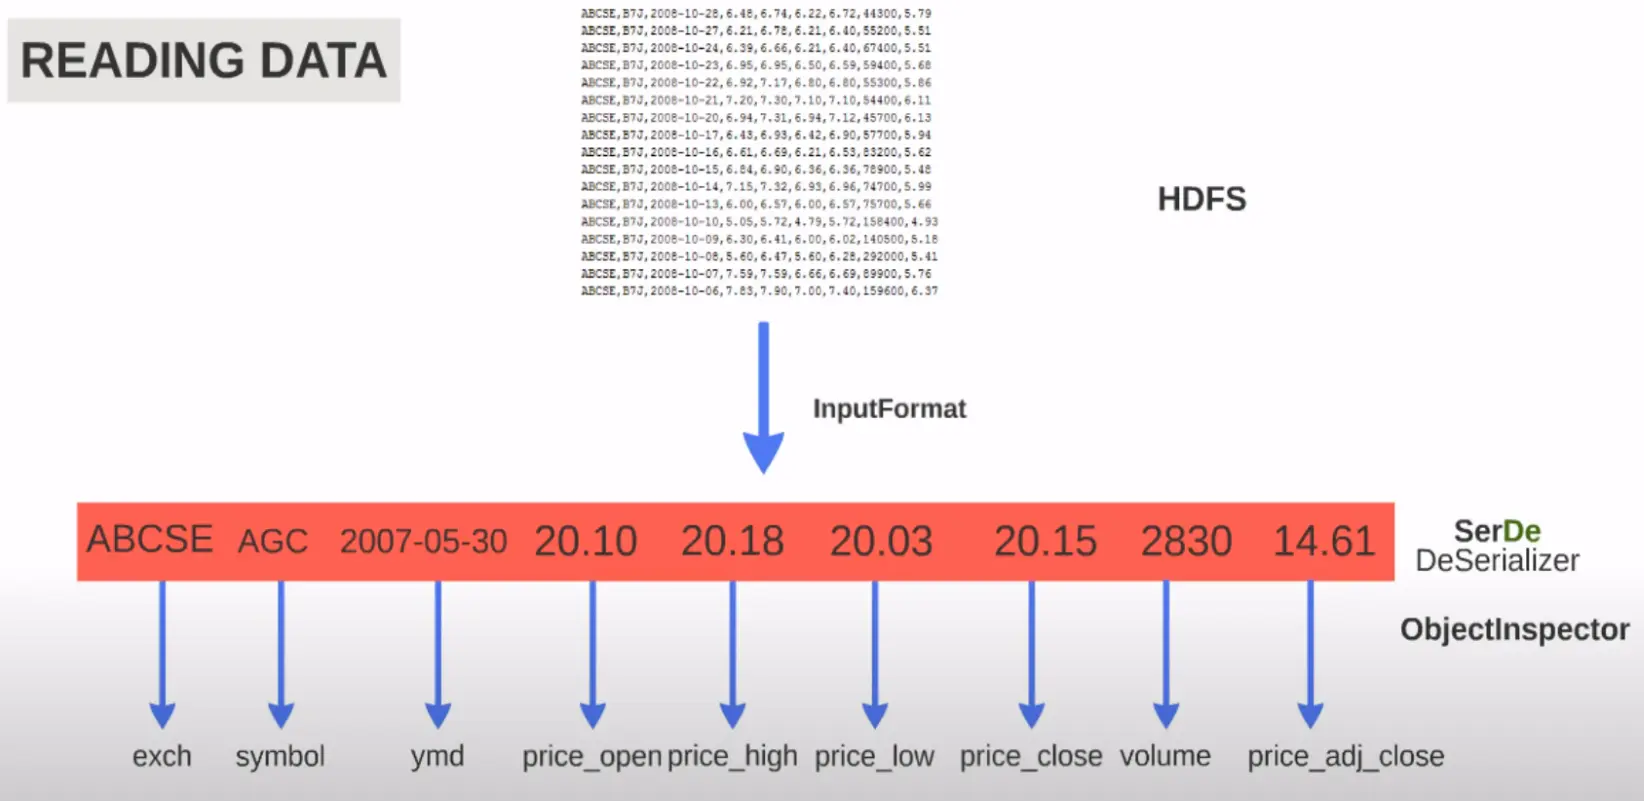 READING DATA
ABCSE,B7J,2008-10-28,6.48,6.74,6.22,6.72,44300,5.79
ABCSE,B7J,2008-10-27,6.21,6.78,6.21,6.40,55200,5.51
ABCSE,B7J,2008-10-24,6.39,6.66,6.21,6.40,67400,5.51
ABCSE,B7J,2008-10-23,6.95,6.95,6.50,6.59,59400,5.68
ABCSE,B7J,2008-10-22,6.92,7.17,6.80,6.80,55300,5.86
ABCSE,B7J,2008-10-21,7.20,7.30,7.10,7.10,54400,6.11
ABCSE,B7J,2008-10-20,6.94,7.31,6.94,7.12,45700,6.13
ABCSE,B7J,2008-10-17,6.43,6.93,6.42,6.90,57700,5.94
ABCSE,B7J,2008-10-16,6.61,6.69,6.21,6.53,83200,5.62
ABCSE,B7J,2008-10-15,6.84,6.90,6.36,6.36,78900,5.48
ABCSE,B7J,2008-10-14,7.15,7.32,6.93,6.96,74700,5.99
ABCSE,B7J,2008-10-13,6.00,6.57,6.00,6.57,75700,5.66
ABCSE,B7J,2008-10-10,5.05,5.72,4.79,5.72,158400,4.93
ABCSE,B7J,2008-10-09,6.30,6.41,6.00,6.02,140500,5.18
ABCSE,B7J,2008-10-08,5.60,6.47,5.60,6.28,292000,5.41
ABCSE,B7J,2008-10-07,7.59,7.59,6.66,6.69,89900,5.76
ABCSE,B7J,2008-10-06,7.83,7.90,7.00,7.40,159600,6.37
HDFS
InputFormat
ABCSE AGC 2007-05-30 20.10 20.18 20.03 20.15 2830 14.61
SerDe
DeSerializer
ObjectInspector
exch symbol ymd price_open price_high price_low price_close volume price_adj_close